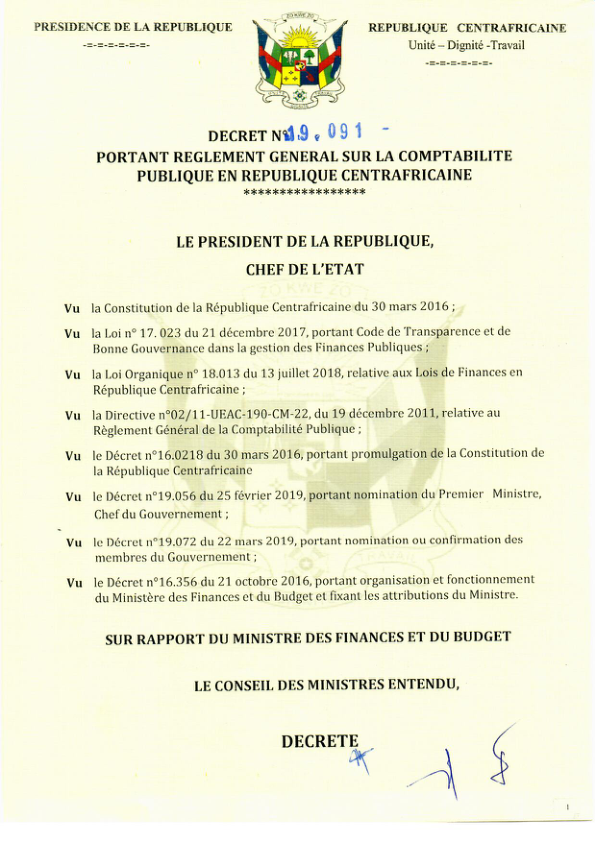 PRESIDENCE DE LA REPUBLIQUE
-=-=-=-=-=-
REPUBLIQUE CENTRAFRICAINE
Unité – Dignité -Travail
-=-=-=-=-=-
ZO KWE ZO
DECRET N° 19.091 -
PORTANT REGLEMENT GENERAL SUR LA COMPTABILITE
PUBLIQUE EN REPUBLIQUE CENTRAFRICAINE
*****************
LE PRESIDENT DE LA REPUBLIQUE,
CHEF DE L'ETAT
Vu la Constitution de la République Centrafricaine du 30 mars 2016 ;
Vu la Loi n° 17. 023 du 21 décembre 2017, portant Code de Transparence et de
Bonne Gouvernance dans la gestion des Finances Publiques ;
Vu la Loi Organique n° 18.013 du 13 juillet 2018, relative aux Lois de Finances en
République Centrafricaine ;
Vu la Directive n°02/11-UEAC-190-CM-22, du 19 décembre 2011, relative au
Règlement Général de la Comptabilité Publique ;
Vu le Décret n°16.0218 du 30 mars 2016, portant promulgation de la Constitution de
la République Centrafricaine
Vu le Décret n°19.056 du 25 février 2019, portant nomination du Premier Ministre,
Chef du Gouvernement ;
Vu le Décret n°19.072 du 22 mars 2019, portant nomination ou confirmation des
membres du Gouvernement ;
Vu le Décret n°16.356 du 21 octobre 2016, portant organisation et fonctionnement
du Ministère des Finances et du Budget et fixant les attributions du Ministre.
SUR RAPPORT DU MINISTRE DES FINANCES ET DU BUDGET
LE CONSEIL DES MINISTRES ENTENDU,
DECRETE
1